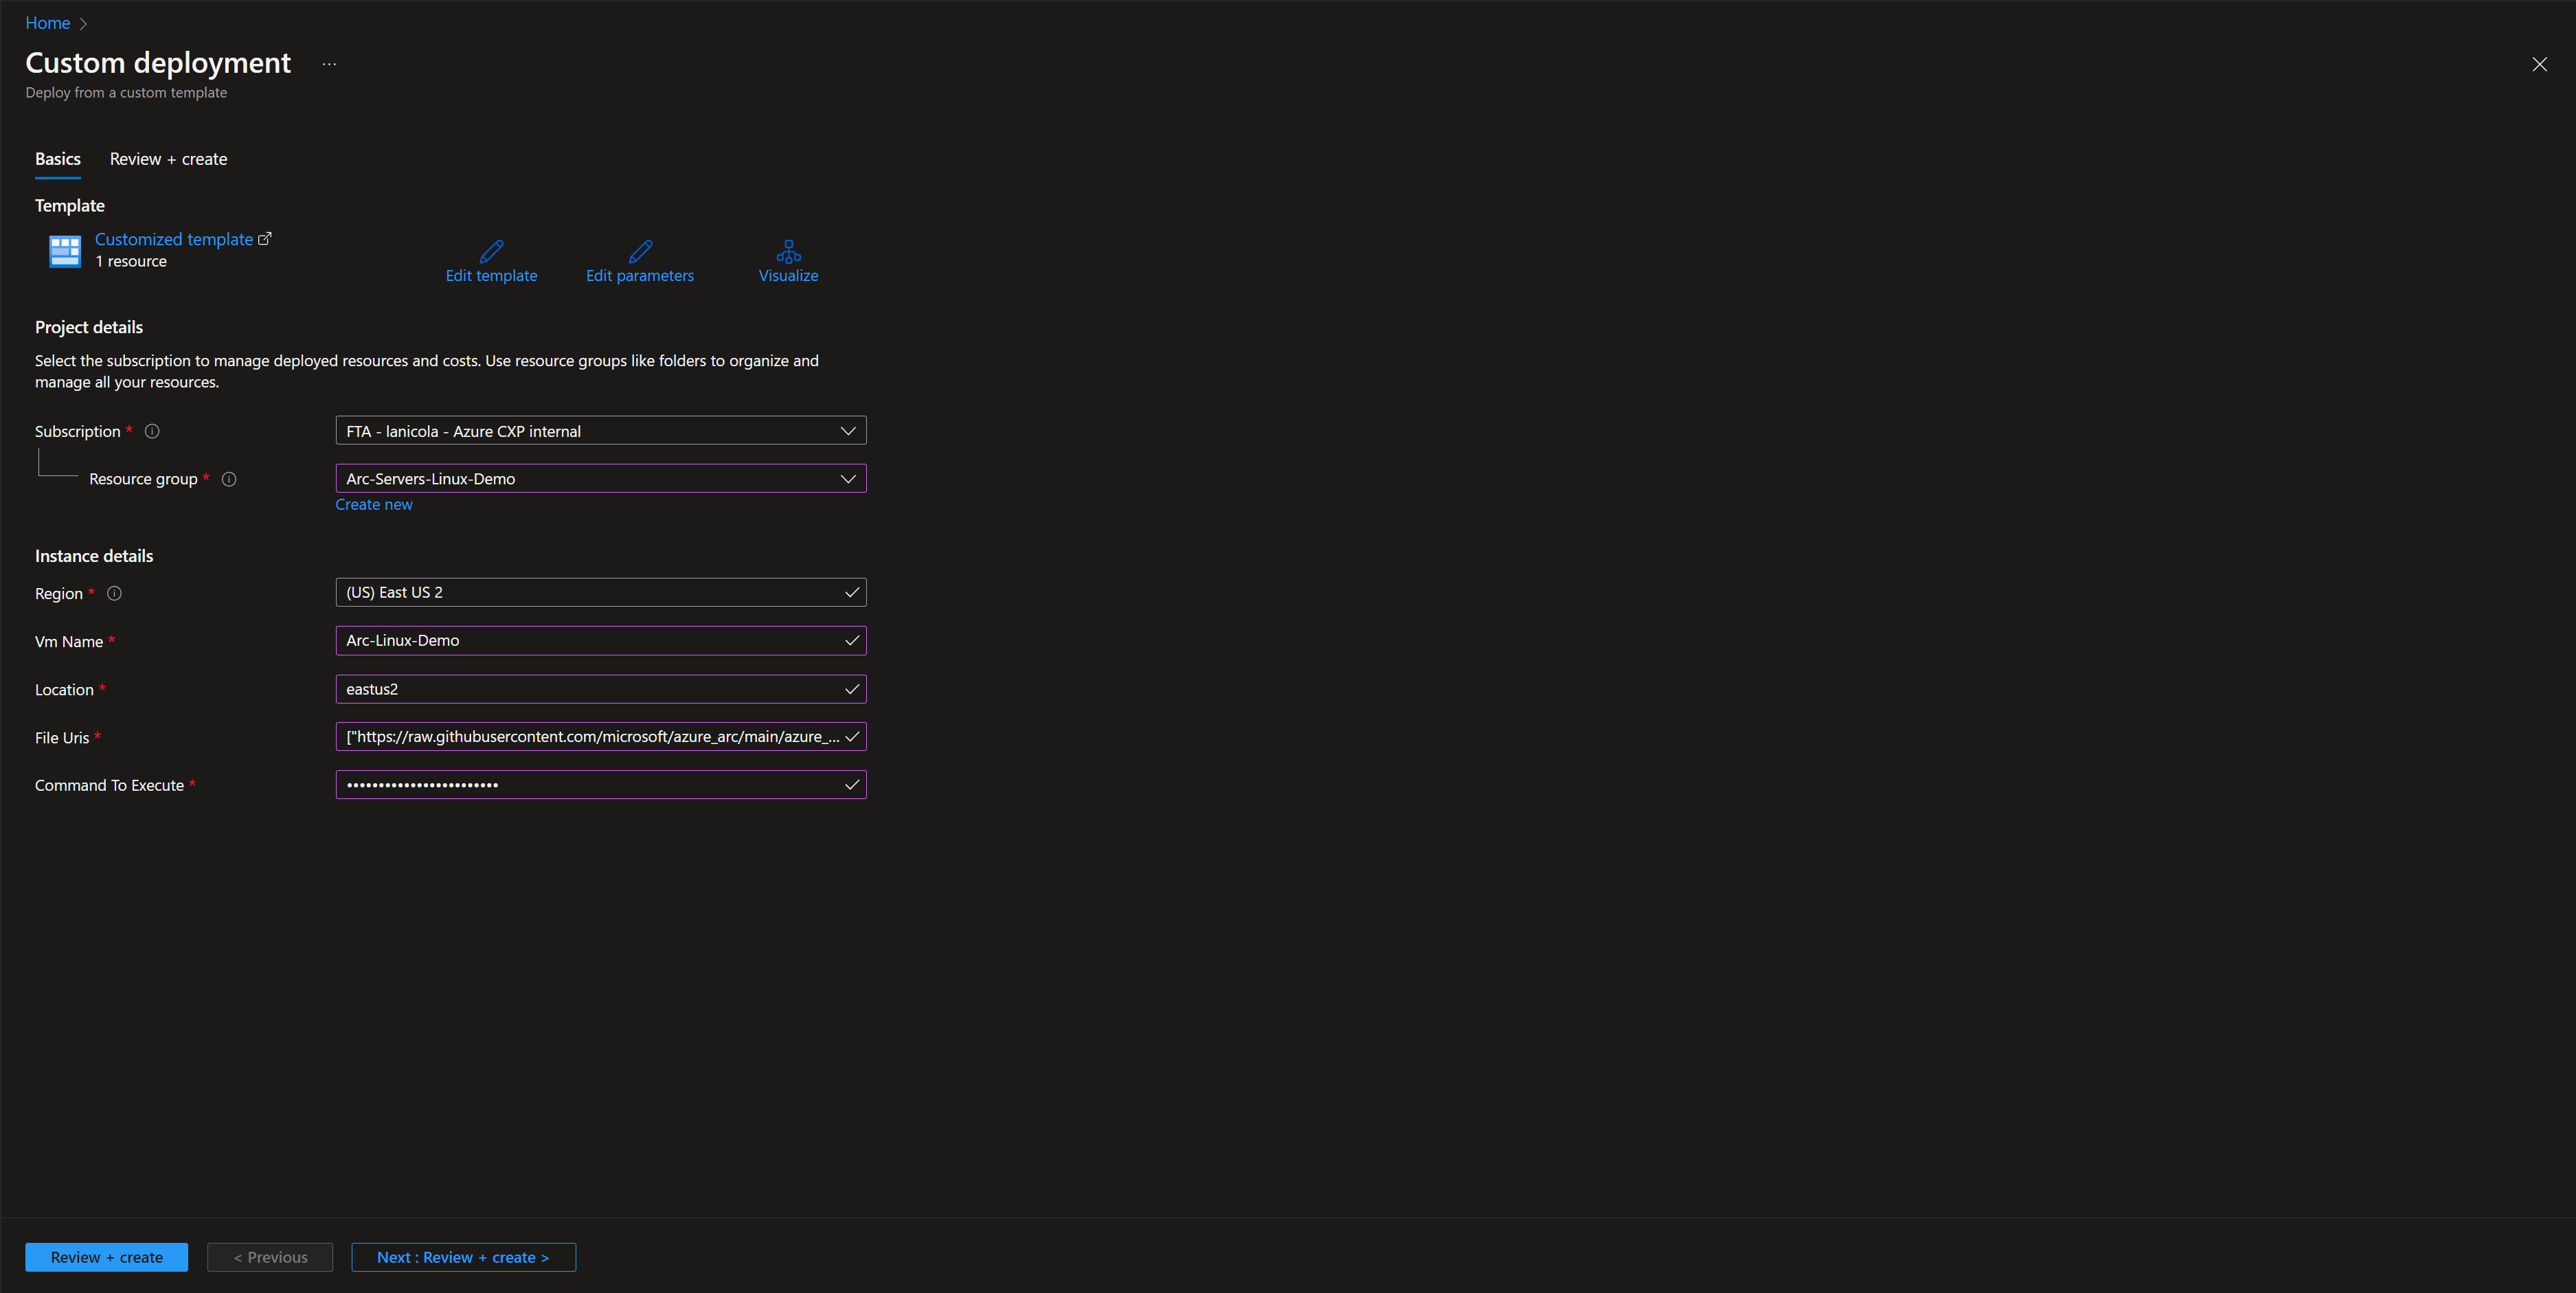 Home
Custom deployment ...
Deploy from a custom template
Basics Review + create
Template
Customized template
1 resource
Edit template Edit parameters Visualize
Project details
Select the subscription to manage deployed resources and costs. Use resource groups like folders to organize and
manage all your resources.
Subscription * FTA - lanicola - Azure CXP internal
Resource group * Arc-Servers-Linux-Demo
Create new
Instance details
Region * (US) East US 2
Vm Name * Arc-Linux-Demo
Location * eastus2
File Uris * ["https://raw.githubusercontent.com/microsoft/azure_arc/main/azure_...
Command To Execute * ••••••••••••••••••••••••
Review + create < Previous Next : Review + create >